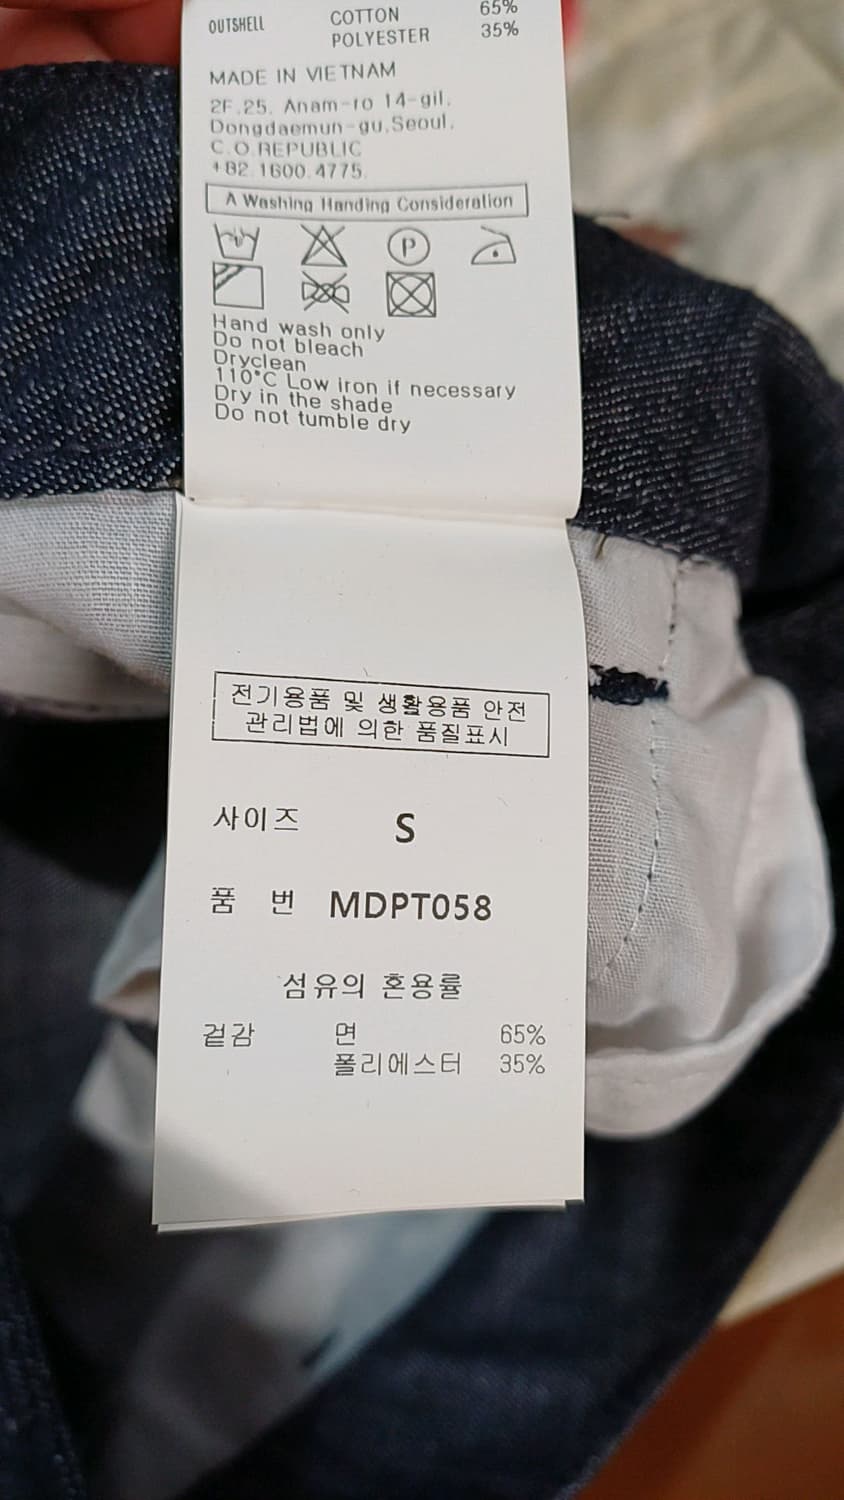 OUTSHELL COTTON 65%
POLYESTER 35%
MADE IN VIETNAM
2F,25, Anam-ro 14-gil,
Dongdaemun-gu,Seoul,
C.O.REPUBLIC
+82.1600.4775.
A Washing Handing Consideration
P
Hand wash only
Do not bleach
Dryclean
110°C Low iron if necessary
Dry in the shade
Do not tumble dry
전기용품 및 생활용품 안전
관리법에 의한 품질표시
사이즈 S
품 번 MDPT058
섬유의 혼용률
겉감 면 65%
폴리에스터 35%